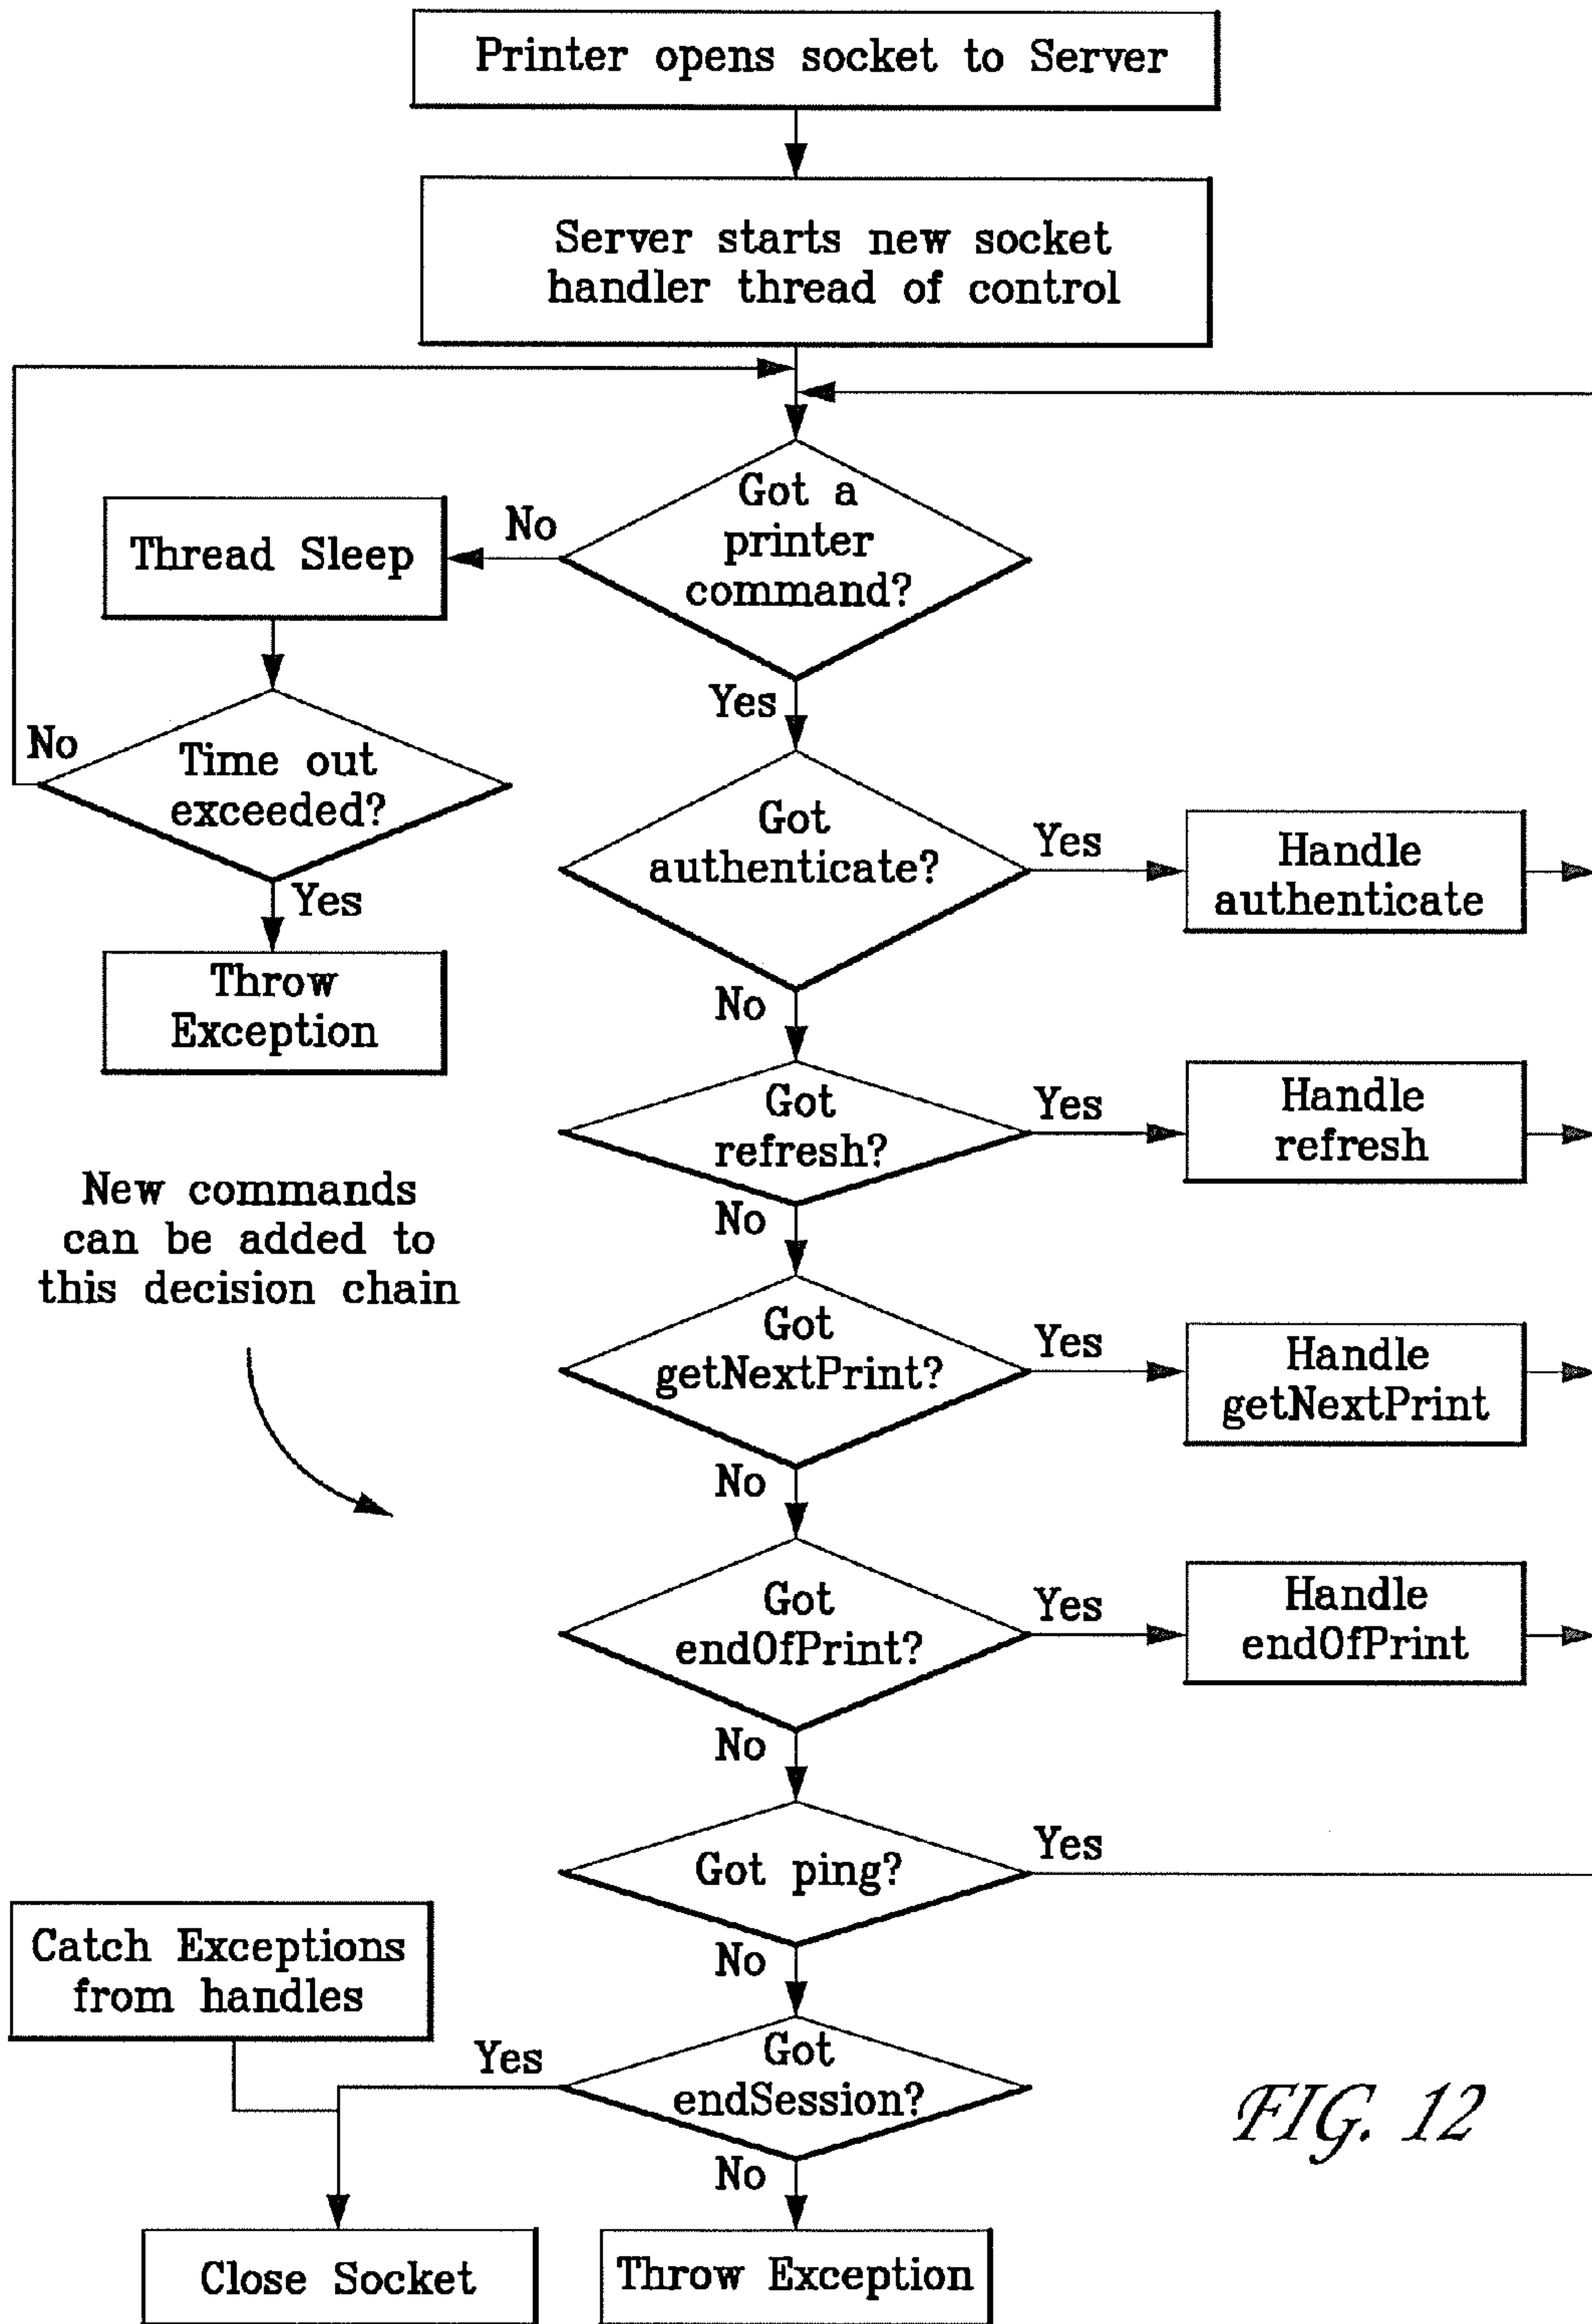 Printer opens socket to Server
Server starts new socket
handler thread of control
Got a
printer
command?
No
Thread Sleep
Yes
No
Time out
exceeded?
Yes
Throw
Exception
Got
authenticate?
Yes
Handle
authenticate
No
Got
refresh?
Yes
Handle
refresh
No
New commands
can be added to
this decision chain
Got
getNextPrint?
Yes
Handle
getNextPrint
No
Got
endOfPrint?
Yes
Handle
endOfPrint
No
Got ping?
Yes
No
Catch Exceptions
from handles
Got
endSession?
Yes
No
Close Socket
Throw Exception
FIG. 12